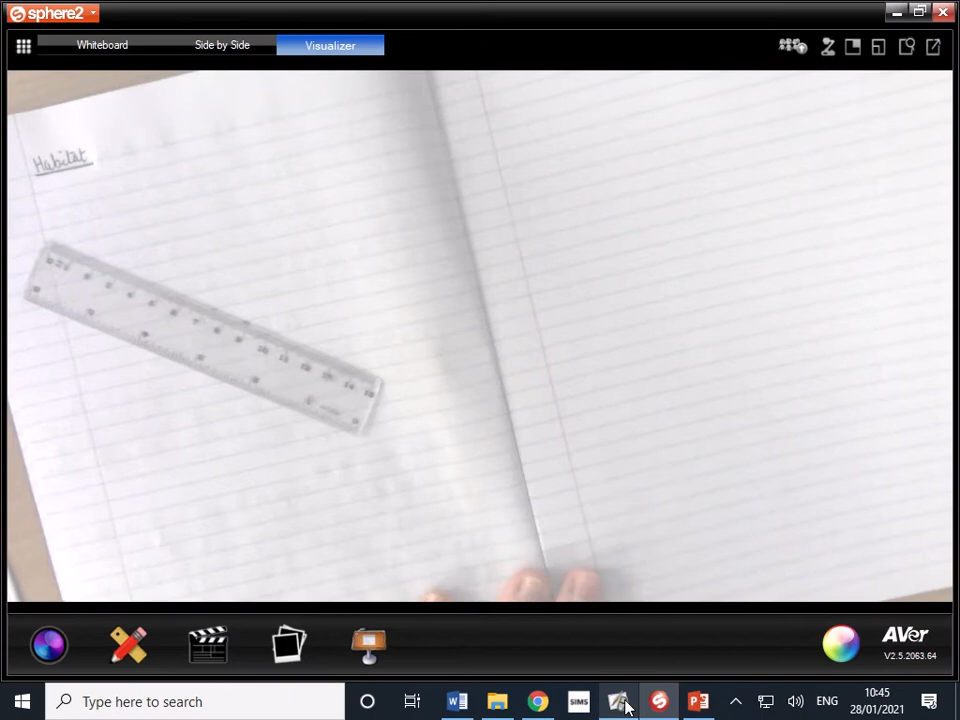 sphere2
Whiteboard
Side by Side
Visualizer
Habitat
AVer
V2.5.2063.64
Type here to search
SIMS
ENG
10:45
28/01/2021